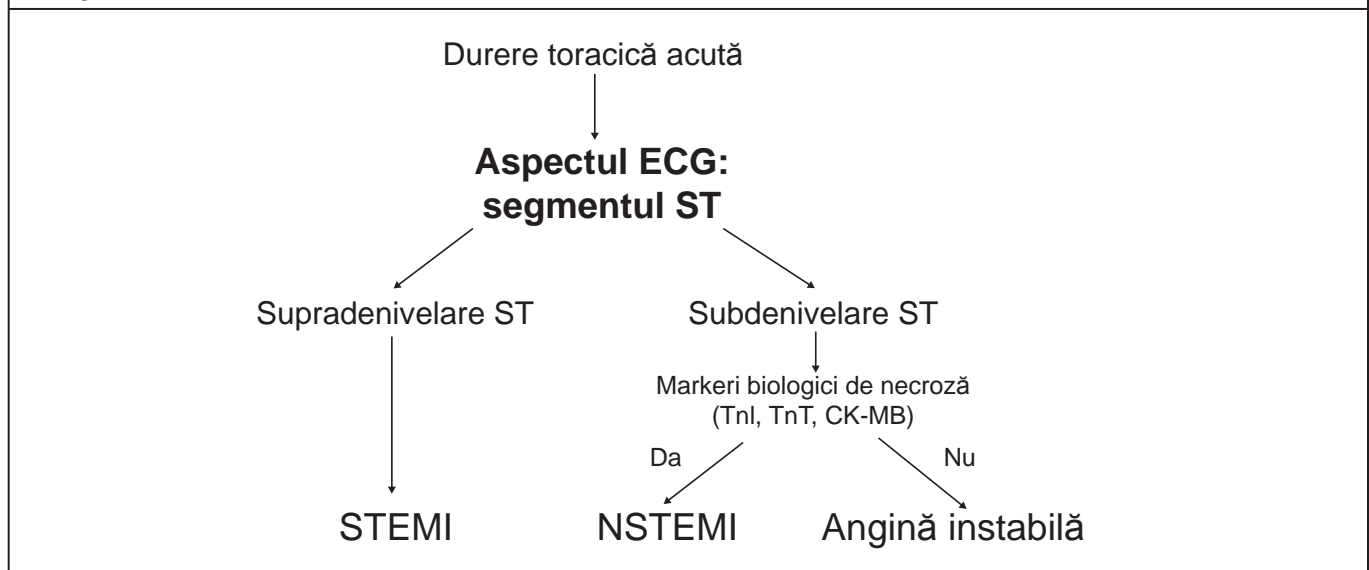 Durere toracică acută
Aspectul ECG:
segmentul ST
Supradenivelare ST
Subdenivelare ST
Markeri biologici de necroză
(TnI, TnT, CK-MB)
Da
Nu
STEMI
NSTEMI
Angină instabilă